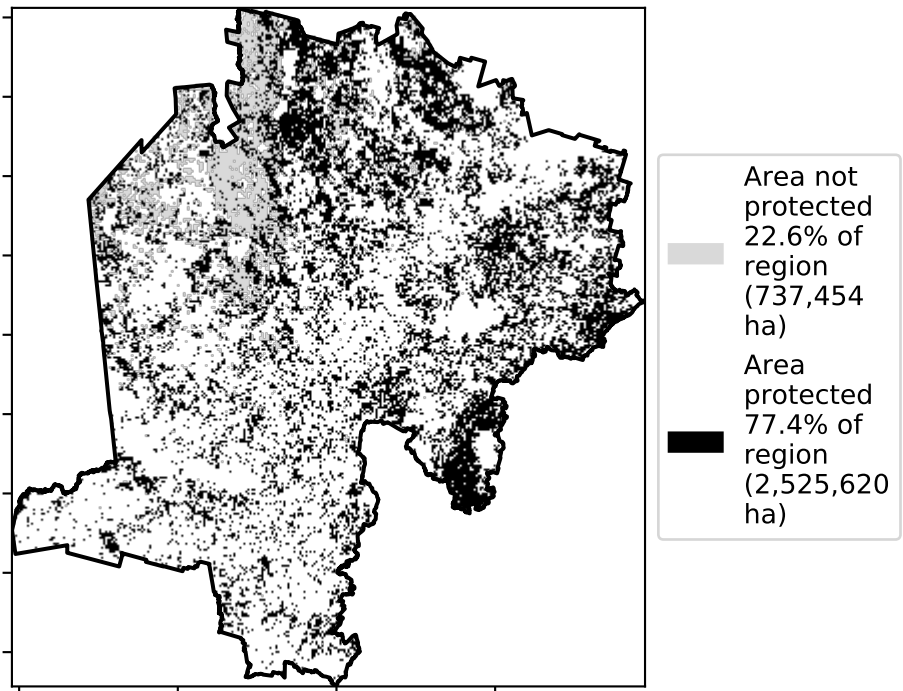 Area not
protected
22.6% of
region
(737,454
ha)
Area
protected
77.4% of
region
(2,525,620
ha)